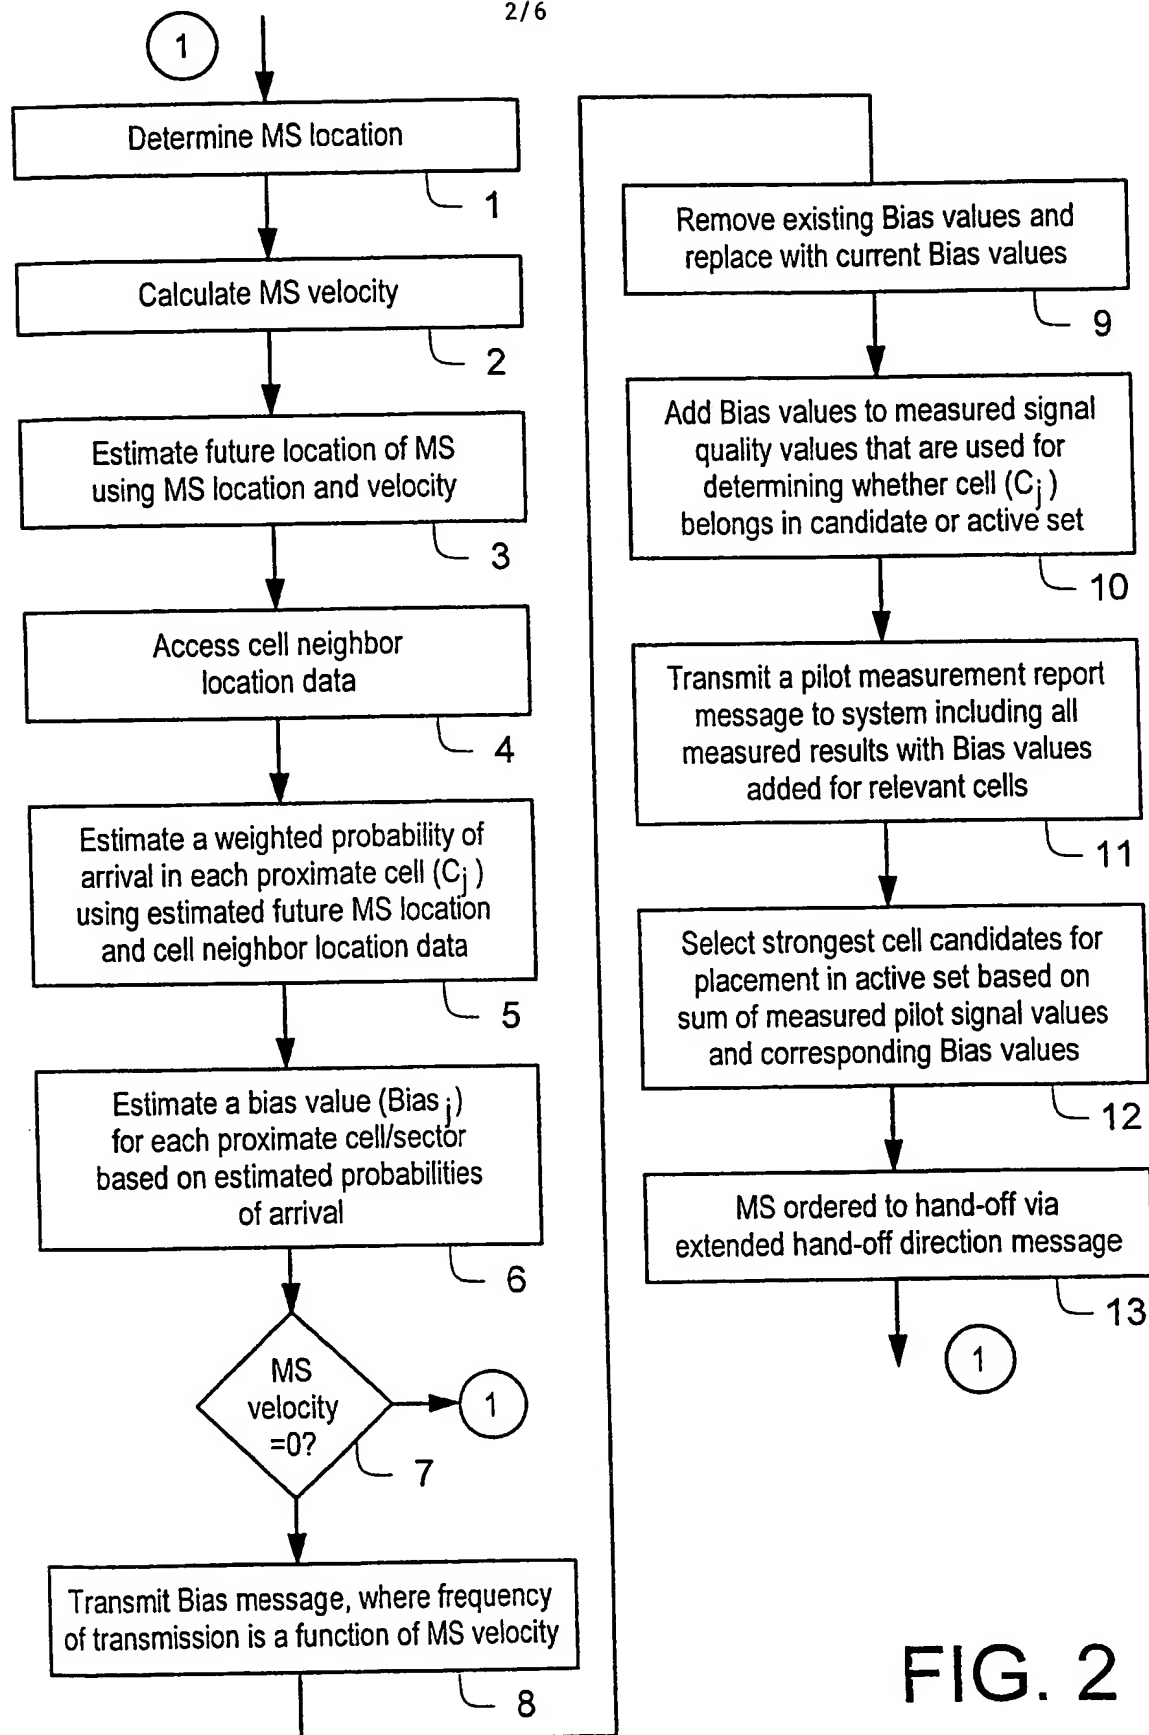 2/6
1
Determine MS location
1
Calculate MS velocity
2
Estimate future location of MS
using MS location and velocity
3
Access cell neighbor
location data
4
Estimate a weighted probability of
arrival in each proximate cell (Cj)
using estimated future MS location
and cell neighbor location data
5
Estimate a bias value (Bias j)
for each proximate cell/sector
based on estimated probabilities
of arrival
6
MS
velocity
=0?
1
7
Transmit Bias message, where frequency
of transmission is a function of MS velocity
8
Remove existing Bias values and
replace with current Bias values
9
Add Bias values to measured signal
quality values that are used for
determining whether cell (Cj)
belongs in candidate or active set
10
Transmit a pilot measurement report
message to system including all
measured results with Bias values
added for relevant cells
11
Select strongest cell candidates for
placement in active set based on
sum of measured pilot signal values
and corresponding Bias values
12
MS ordered to hand-off via
extended hand-off direction message
13
1
FIG. 2